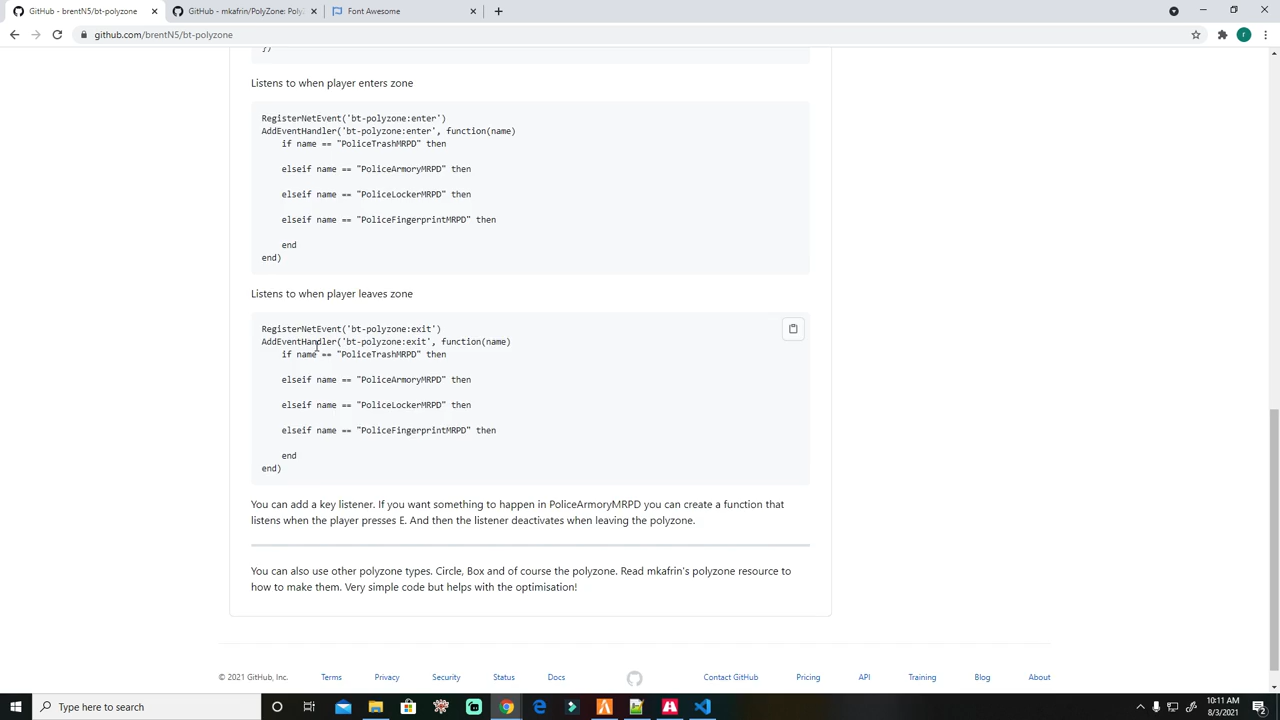 GitHub - brentN5/bt-polyzone
GitHub - mkafrin/PolyZone: Poly
Font Awesome
github.com/brentN5/bt-polyzone
r
})
Listens to when player enters zone
RegisterNetEvent('bt-polyzone:enter')
AddEventHandler('bt-polyzone:enter', function(name)
if name == "PoliceTrashMRPD" then
elseif name == "PoliceArmoryMRPD" then
elseif name == "PoliceLockerMRPD" then
elseif name == "PoliceFingerprintMRPD" then
end
end)
Listens to when player leaves zone
RegisterNetEvent('bt-polyzone:exit')
AddEventHandler('bt-polyzone:exit', function(name)
if name == "PoliceTrashMRPD" then
elseif name == "PoliceArmoryMRPD" then
elseif name == "PoliceLockerMRPD" then
elseif name == "PoliceFingerprintMRPD" then
end
end)
You can add a key listener. If you want something to happen in PoliceArmoryMRPD you can create a function that
listens when the player presses E. And then the listener deactivates when leaving the polyzone.
You can also use other polyzone types. Circle, Box and of course the polyzone. Read mkafrin's polyzone resource to
how to make them. Very simple code but helps with the optimisation!
© 2021 GitHub, Inc. Terms Privacy Security Status Docs Contact GitHub Pricing API Training Blog About
Type here to search
10:11 AM
8/3/2021
2